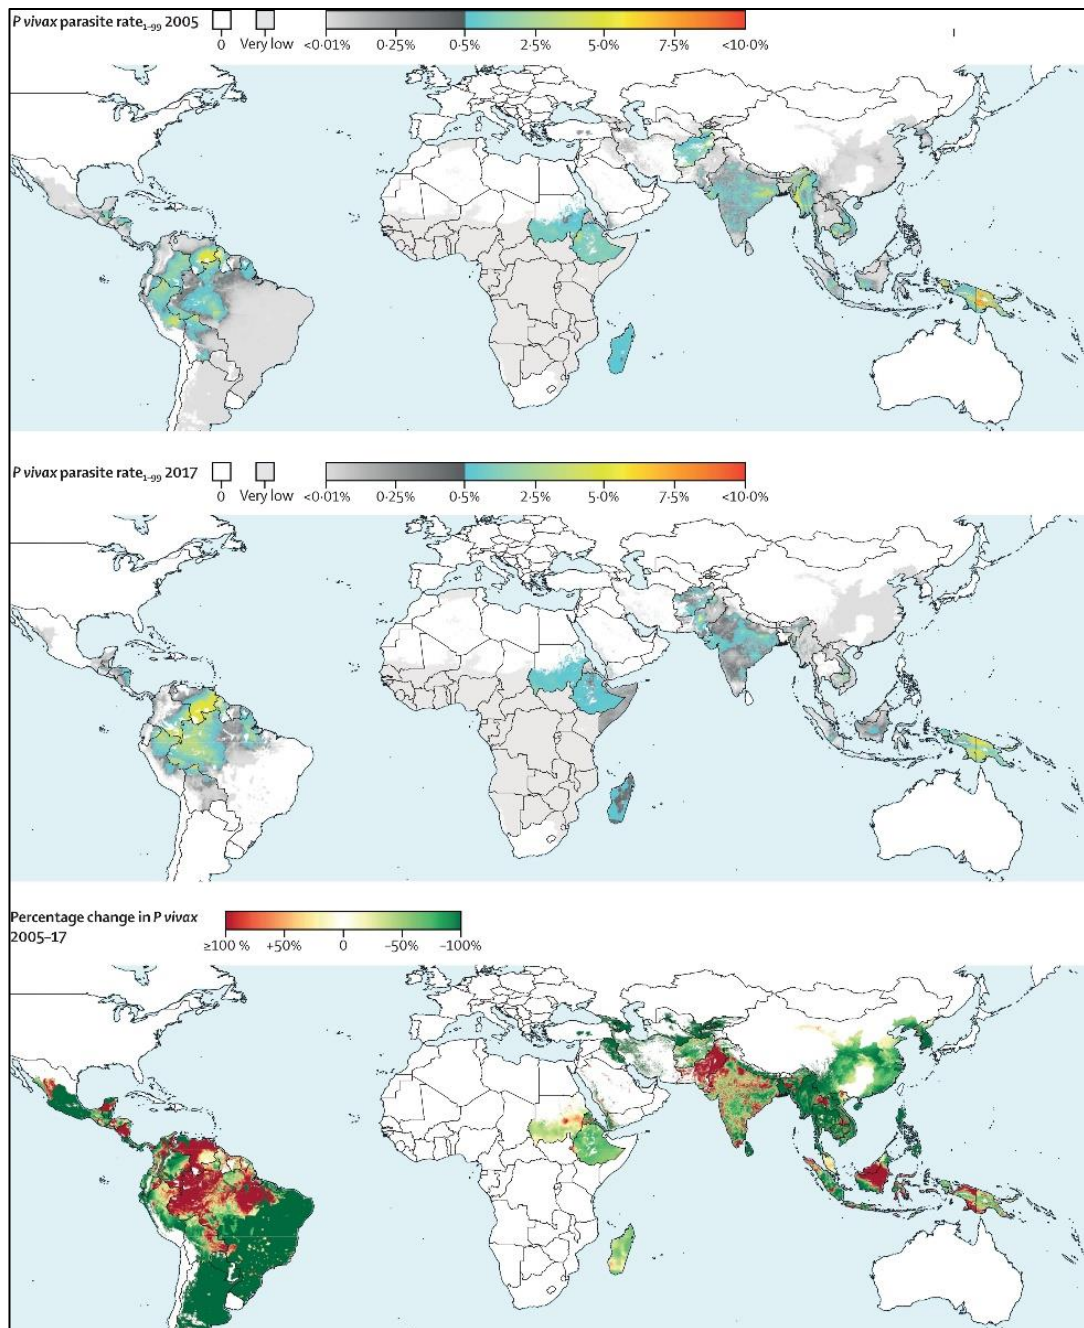 P vivax parasite rate₁₋₉₉ 2005
0 Very low <0·01% 0·25% 0·5% 2·5% 5·0% 7·5% <10·0%
P vivax parasite rate₁₋₉₉ 2017
0 Very low <0·01% 0·25% 0·5% 2·5% 5·0% 7·5% <10·0%
Percentage change in P vivax
2005–17
≥100 % +50% 0 –50% –100%